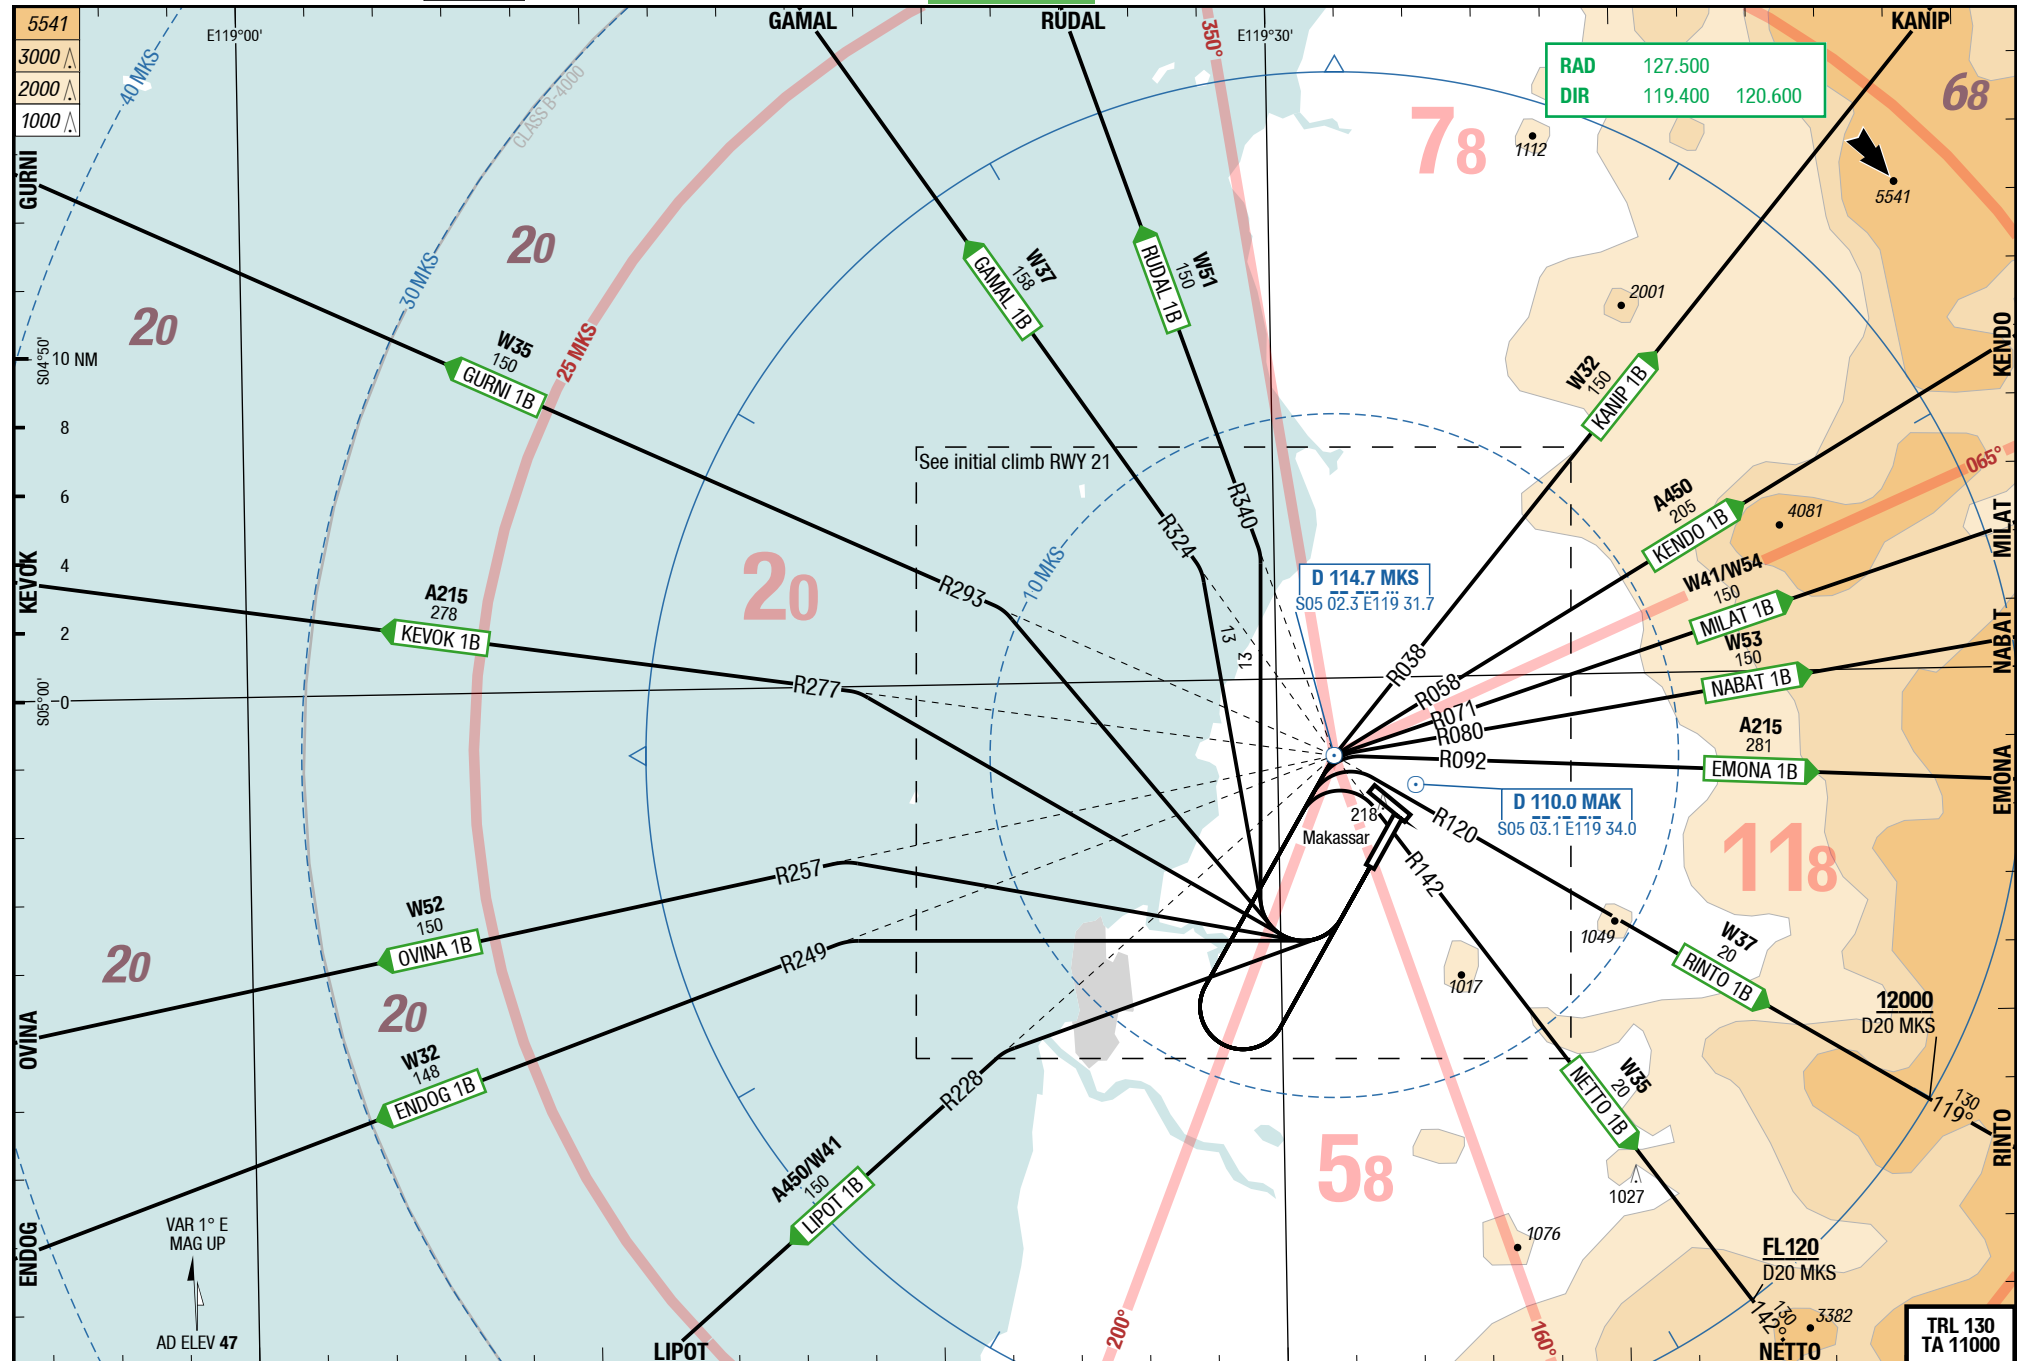 GAMAL
RUDAL
KANIP
5541
3000
2000
1000
E119°00'
E119°30'
40 MKS
CLASS B-4000
350°
RAD 127.500
DIR 119.400 120.600
68
78
1112
5541
GURNI
20
30 MKS
20
W37
158
GAMAL 1B
W51
150
RUDAL 1B
2001
KENDO
S04°50'
10 NM
8
6
4
2
0
S05°00'
W35
150
GURNI 1B
25 MKS
W32
150
KANIP 1B
See initial climb RWY 21
065°
A450
205
KENDO 1B
4081
MILAT
R324
R340
10 MKS
D 114.7 MKS
S05 02.3 E119 31.7
W41/W54
150
MILAT 1B
KEVOK
A215
278
KEVOK 1B
20
R293
13
13
W53
150
NABAT 1B
NABAT
R277
R038
R058
R071
R080
R092
A215
281
EMONA 1B
EMONA
D 110.0 MAK
S05 03.1 E119 34.0
218
Makassar
R120
R142
118
R257
W52
150
OVINA 1B
R249
20
20
OVINA
1049
1017
W37
20
RINTO 1B
12000
D20 MKS
W32
148
ENDOG 1B
R228
W35
20
NETTO 1B
130
119°
RINTO
A450/W41
150
LIPOT 1B
58
1027
1076
ENDOG
VAR 1° E
MAG UP
AD ELEV 47
FL120
D20 MKS
130
142°
3382
200°
160°
LIPOT
NETTO
TRL 130
TA 11000